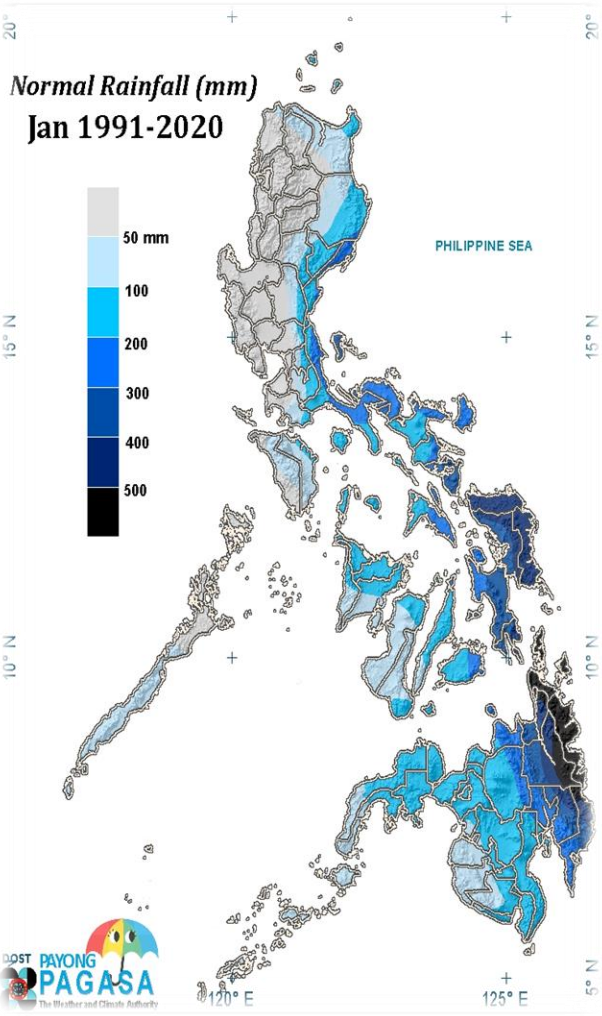 20°
20°
Normal Rainfall (mm)
Jan 1991-2020
50 mm
100
200
300
400
500
PHILIPPINE SEA
15° N
15° N
10° N
10° N
5° N
120° E
125° E
PAYONG
PAGASA
The Weather and Climate Authority